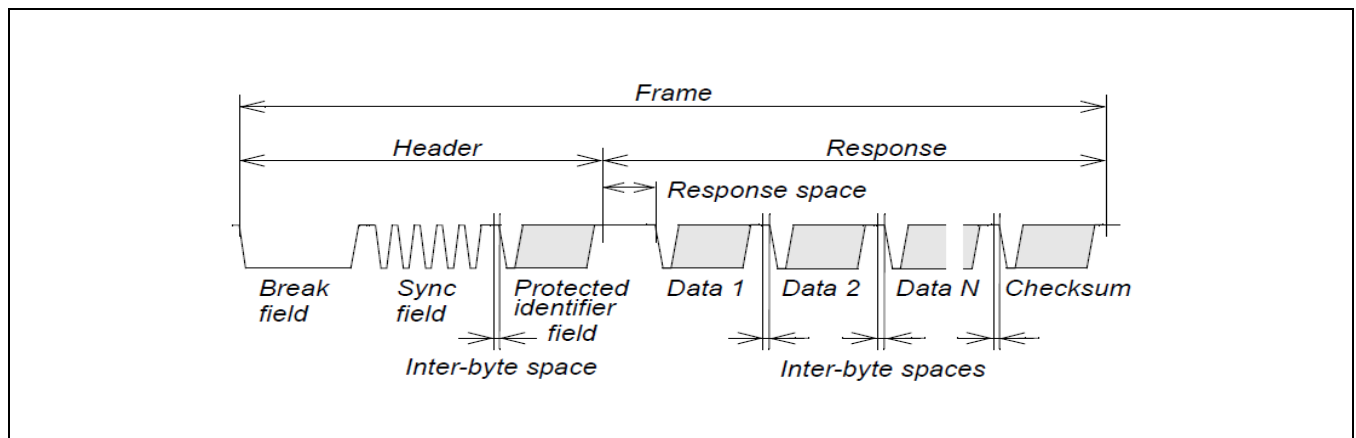 Frame
Header
Response
Response space
Break
field
Sync
field
Protected
identifier
field
Data 1
Data 2
Data N
Checksum
Inter-byte space
Inter-byte spaces